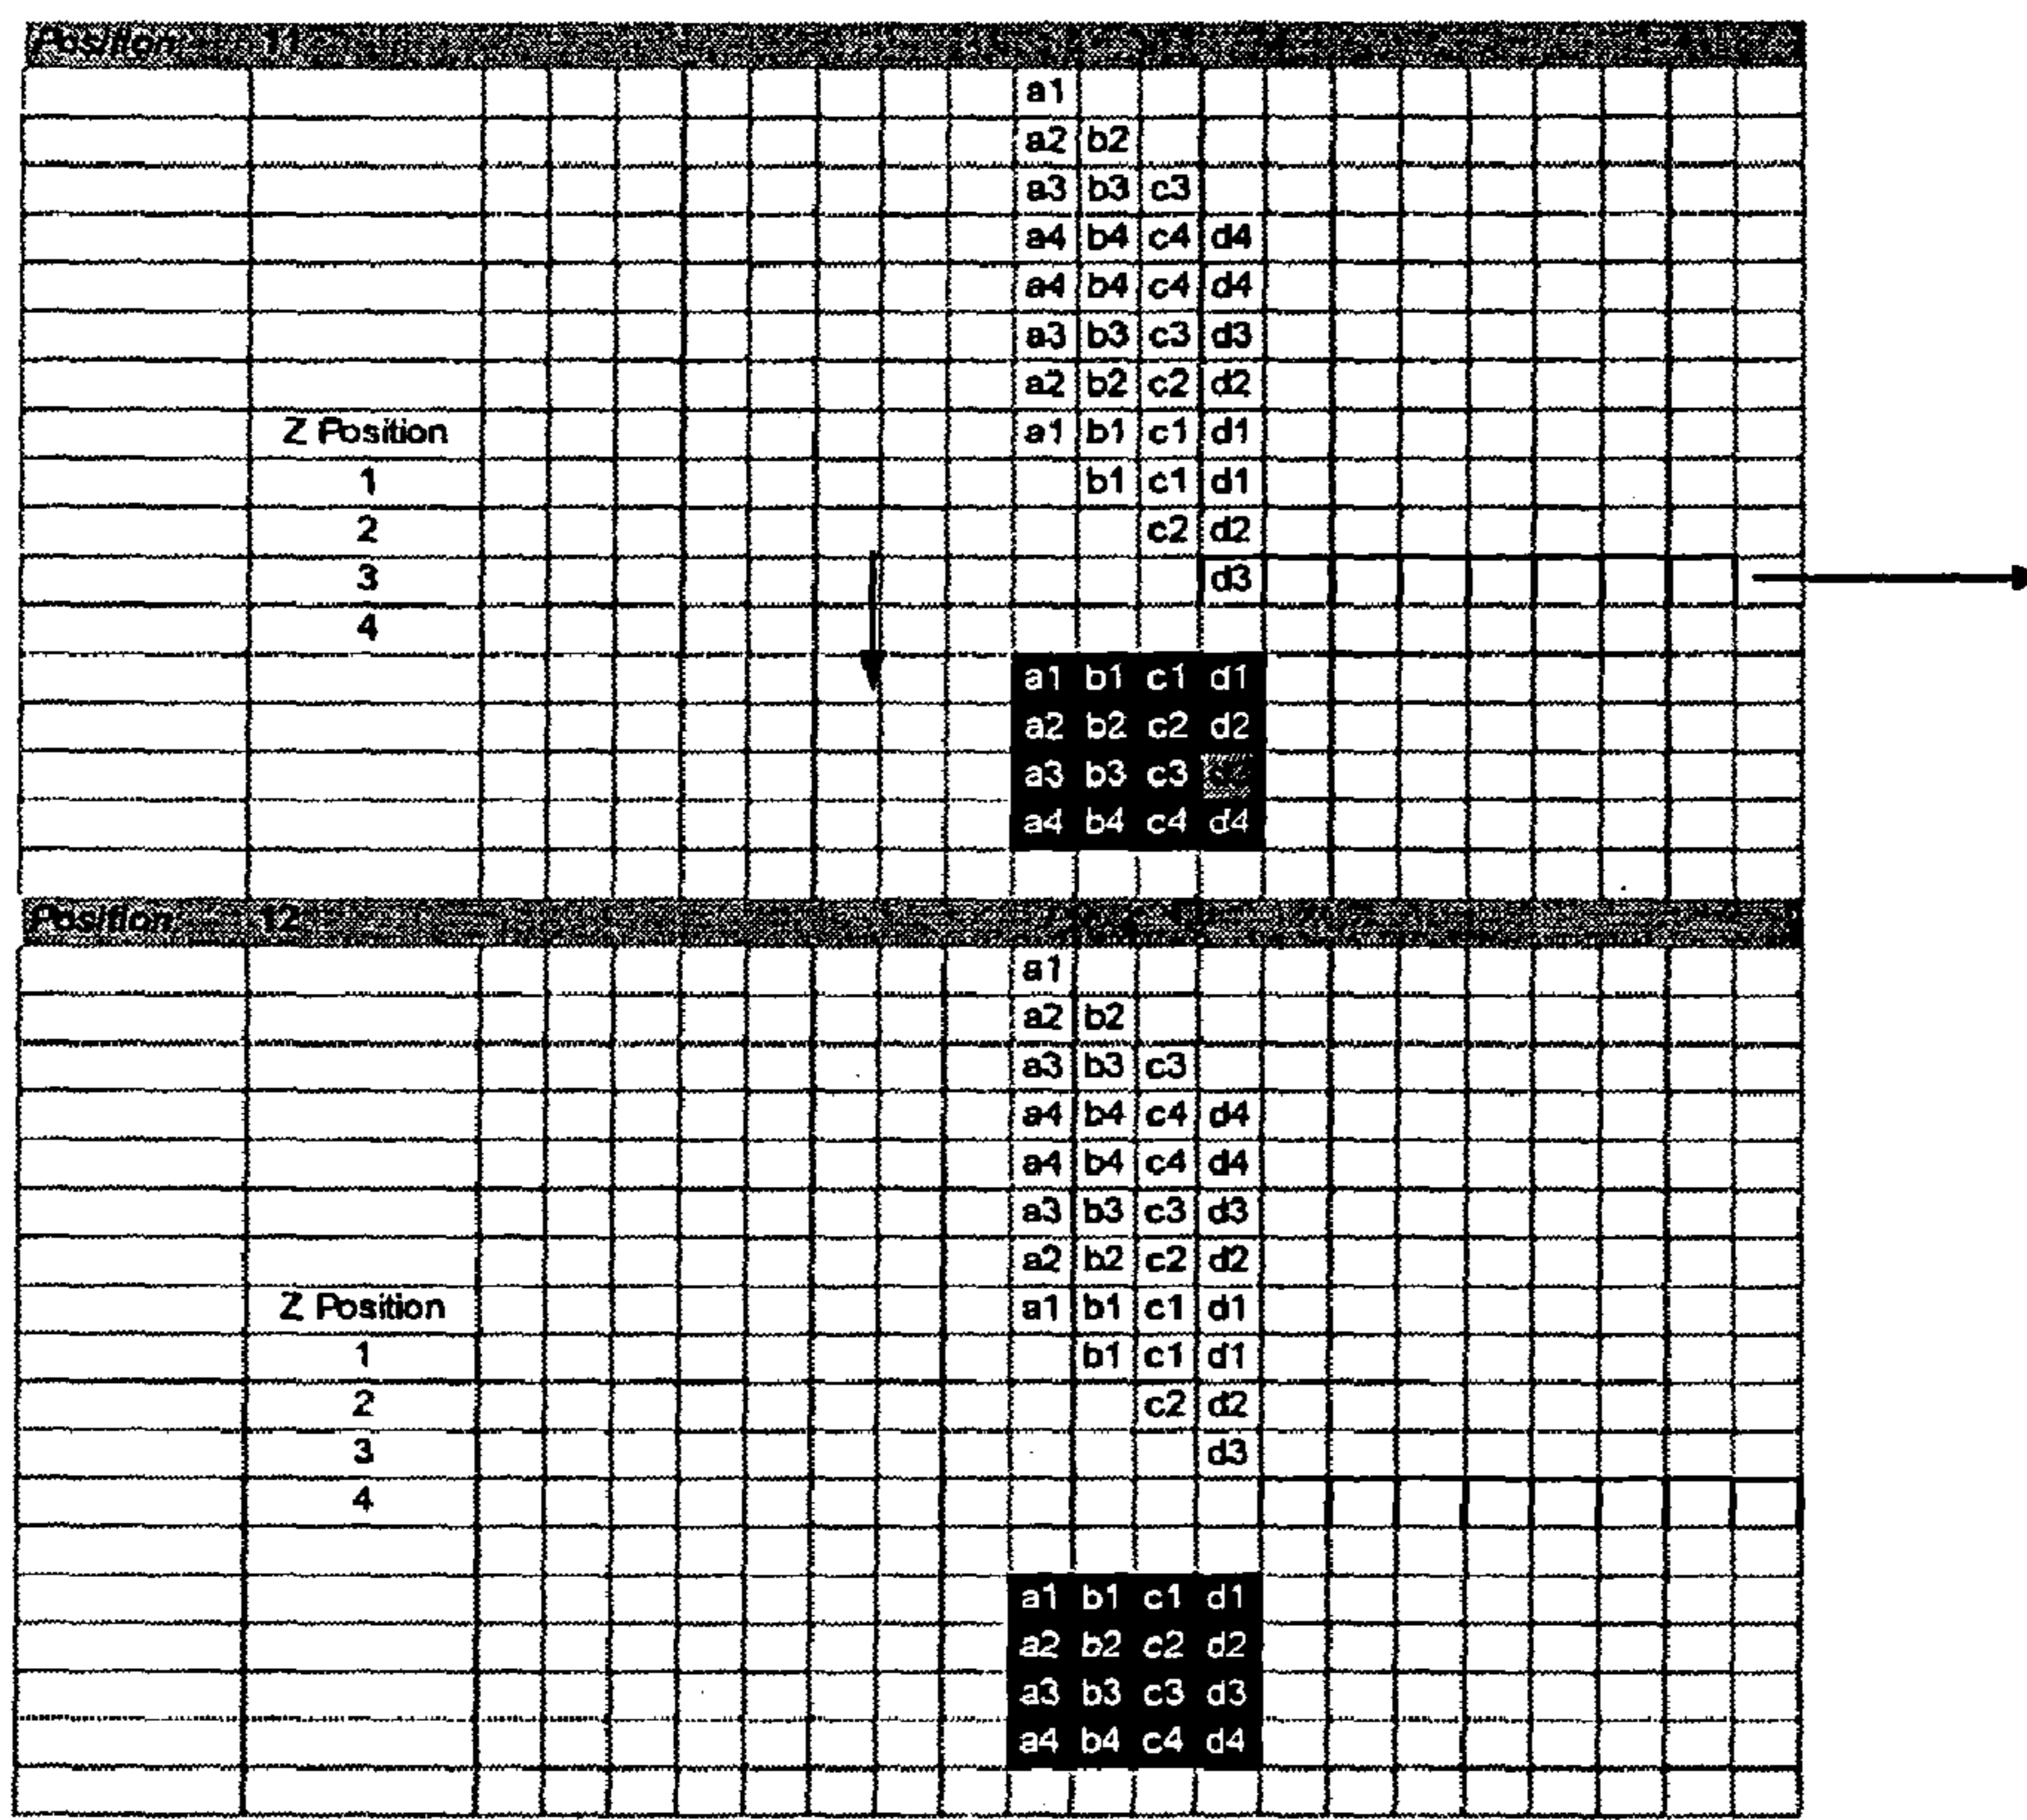 Position 11
a1
a2 b2
a3 b3 c3
a4 b4 c4 d4
a4 b4 c4 d4
a3 b3 c3 d3
a2 b2 c2 d2
Z Position a1 b1 c1 d1
1 b1 c1 d1
2 c2 d2
3 d3
4
a1 b1 c1 d1
a2 b2 c2 d2
a3 b3 c3
a4 b4 c4 d4
Position 12
a1
a2 b2
a3 b3 c3
a4 b4 c4 d4
a4 b4 c4 d4
a3 b3 c3 d3
a2 b2 c2 d2
Z Position a1 b1 c1 d1
1 b1 c1 d1
2 c2 d2
3 d3
4
a1 b1 c1 d1
a2 b2 c2 d2
a3 b3 c3 d3
a4 b4 c4 d4